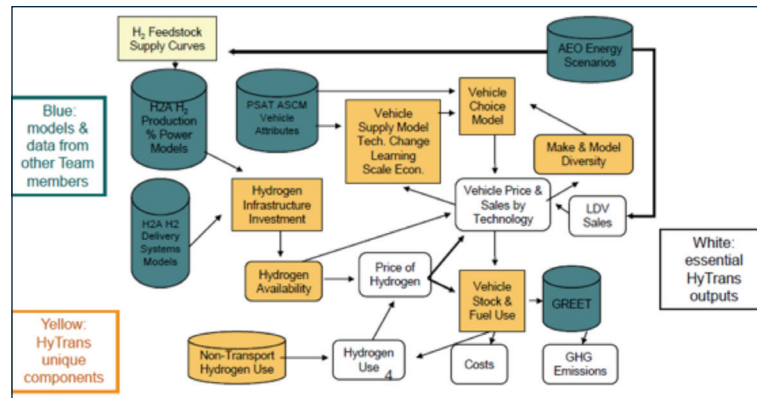 H₂ Feedstock
Supply Curves
AEO Energy
Scenarios
Blue:
models &
data from
other Team
members
H2A H₂
Production
% Power
Models
PSAT ASCM
Vehicle
Attributes
Vehicle
Supply Model
Tech. Change
Learning
Scale Econ.
Vehicle
Choice
Model
Make & Model
Diversity
H2A H2
Delivery
Systems
Models
Hydrogen
Infrastructure
Investment
Vehicle Price &
Sales by
Technology
LDV
Sales
White:
essential
HyTrans
outputs
Hydrogen
Availability
Price of
Hydrogen
Vehicle
Stock &
Fuel Use
GREET
Yellow:
HyTrans
unique
components
Non-Transport
Hydrogen Use
Hydrogen
Use
4
Costs
GHG
Emissions